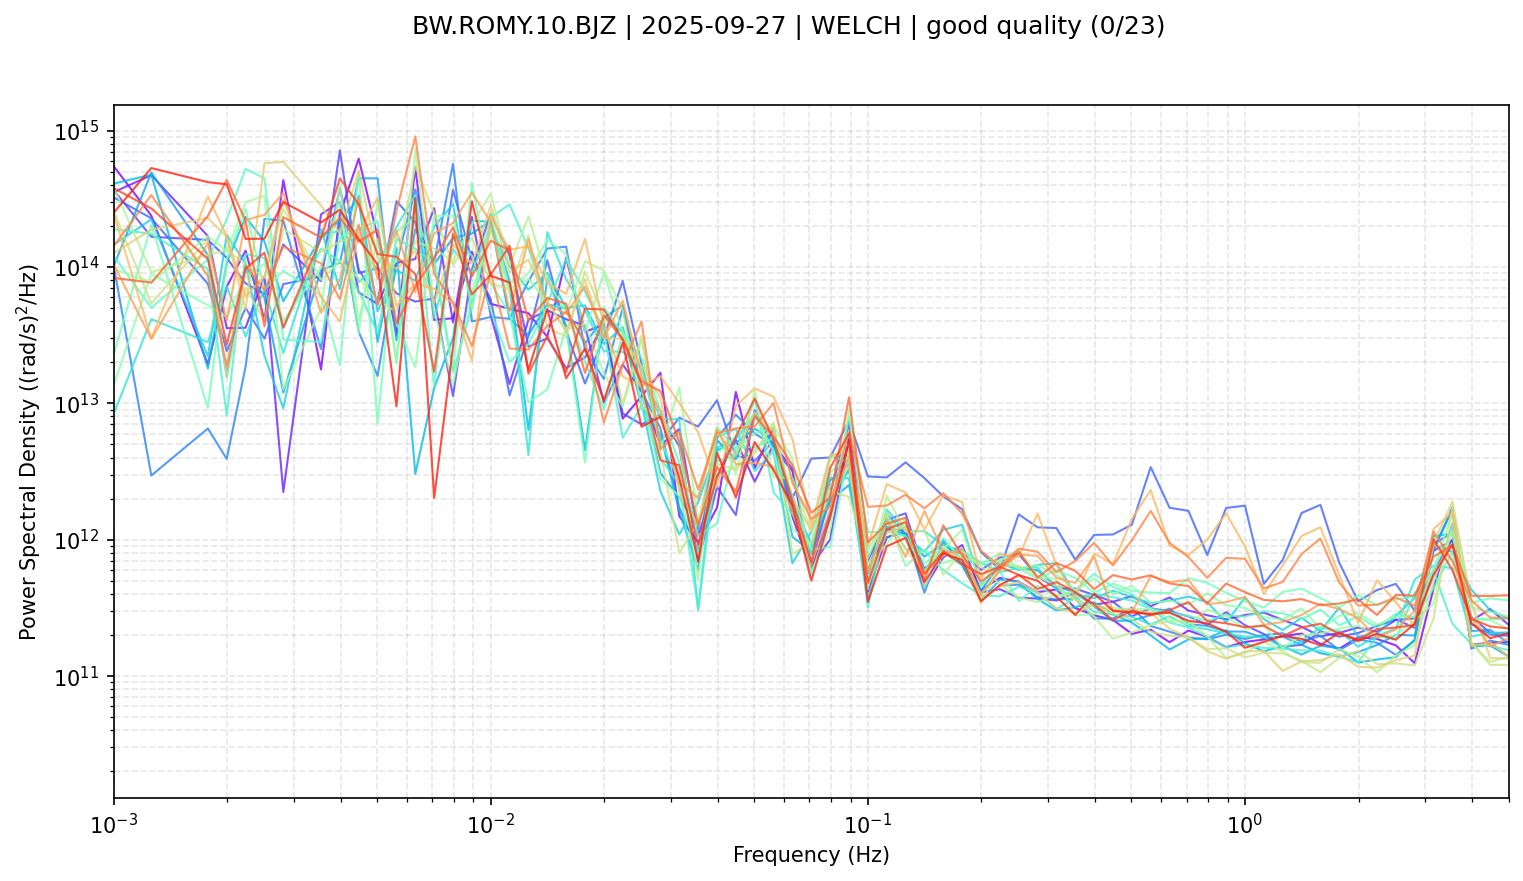 BW.ROMY.10.BJZ | 2025-09-27 | WELCH | good quality (0/23)
Power Spectral Density ((rad/s)²/Hz)
10¹⁵
10¹⁴
10¹³
10¹²
10¹¹
10⁻³ 10⁻² 10⁻¹ 10⁰
Frequency (Hz)